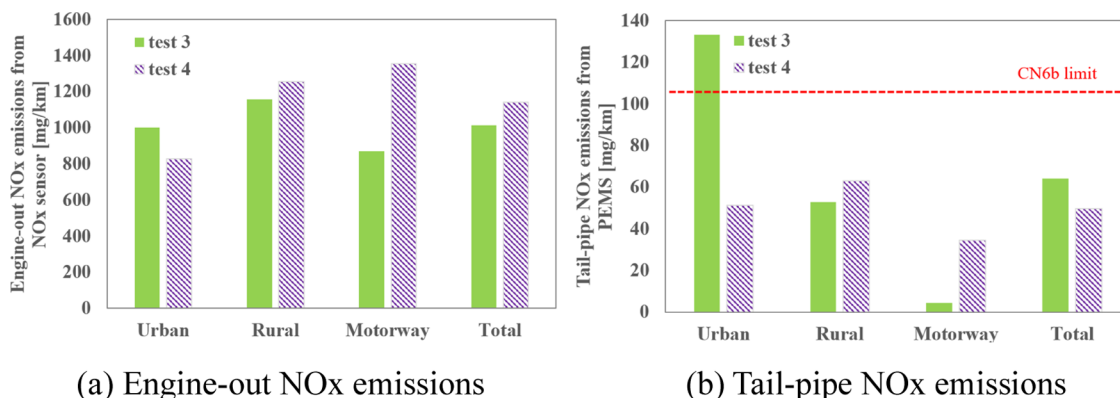 Engine-out NOx emissions from
NOx sensor [mg/km]
1600
1400
1200
1000
800
600
400
200
0
test 3
test 4
Urban
Rural
Motorway
Total
(a) Engine-out NOx emissions
Tail-pipe NOx emissions from
PEMS [mg/km]
140
120
100
80
60
40
20
0
test 3
test 4
CN6b limit
Urban
Rural
Motorway
Total
(b) Tail-pipe NOx emissions